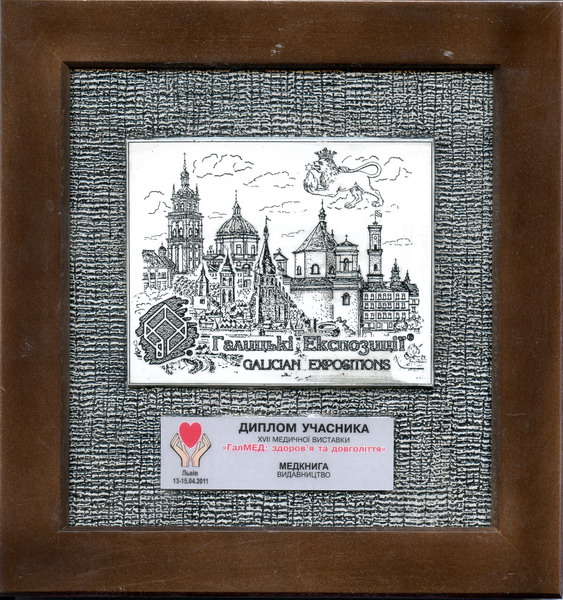 Галицькі Експозиції®
GALICIAN EXPOSITIONS
ДИПЛОМ УЧАСНИКА
XVII МЕДИЧНОЇ ВИСТАВКИ
«ГалМЕД: здоров'я та довголіття»
МЕДКНИГА
ВИДАВНИЦТВО
Львів
13-15.04.2011